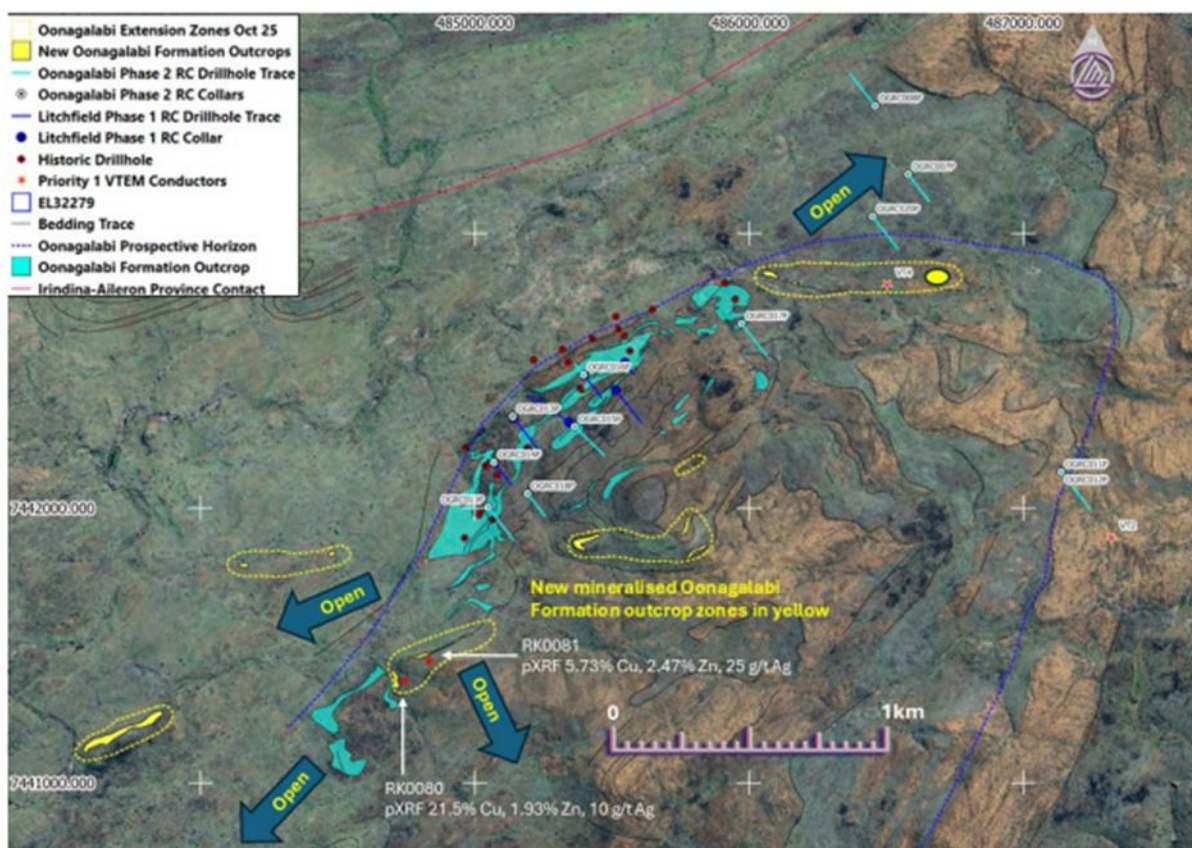 Oonagalabi Extension Zones Oct 25
New Oonagalabi Formation Outcrops
Oonagalabi Phase 2 RC Drillhole Trace
Oonagalabi Phase 2 RC Collars
Litchfield Phase 1 RC Drillhole Trace
Litchfield Phase 1 RC Collar
Historic Drillhole
Priority 1 VTEM Conductors
EL32279
Bedding Trace
Oonagalabi Prospective Horizon
Oonagalabi Formation Outcrop
Irindina-Aileron Province Contact
485000.000
486000.000
487000.000
Open
VT4
OGRC017P
OGRC015P
7442000.000
VT2
Open
New mineralised Oonagalabi
Formation outcrop zones in yellow
RK0081
pXRF 5.73% Cu, 2.47% Zn, 25 g/t Ag
Open
0
1km
7441000.000
Open
RK0080
pXRF 21.5% Cu, 1.93% Zn, 10 g/t Ag